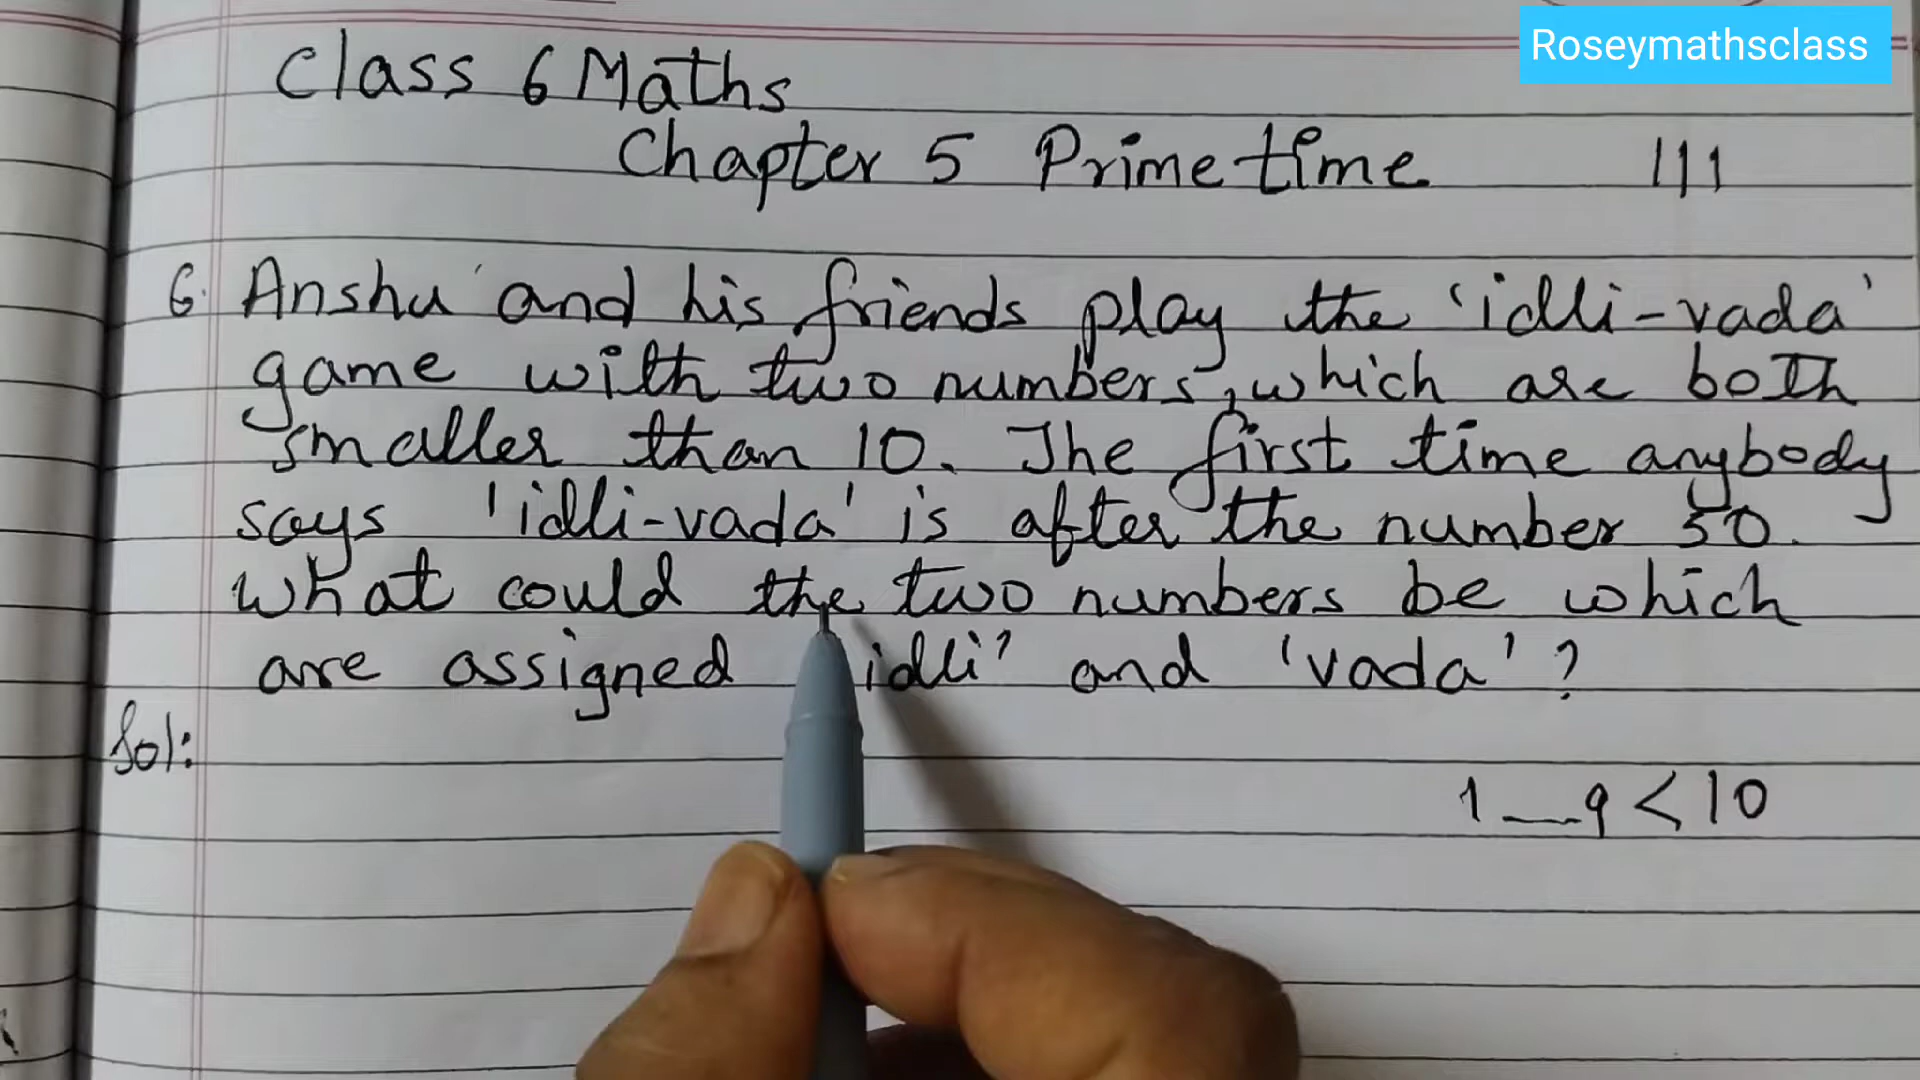 Roseymathsclass
Class 6 Maths
Chapter 5 Prime time 111
6. Anshu and his friends play the 'idli-vada'
game with two numbers, which are both
smaller than 10. The first time anybody
says 'idli-vada' is after the number 50.
What could the two numbers be which
are assigned idli' and 'vada'?
Sol:
1 __ 9 < 10